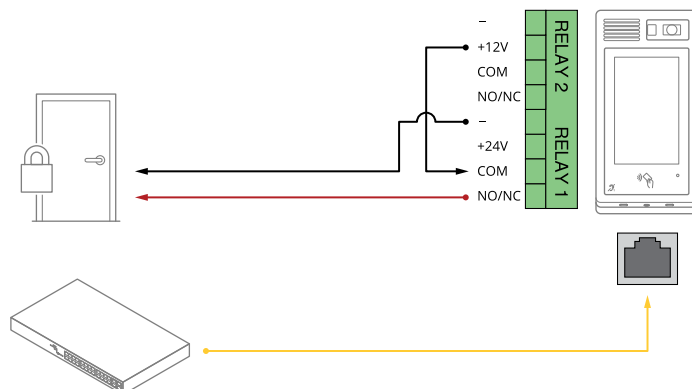 –
+12V
COM
NO/NC
–
+24V
COM
NO/NC
RELAY 2
RELAY 1